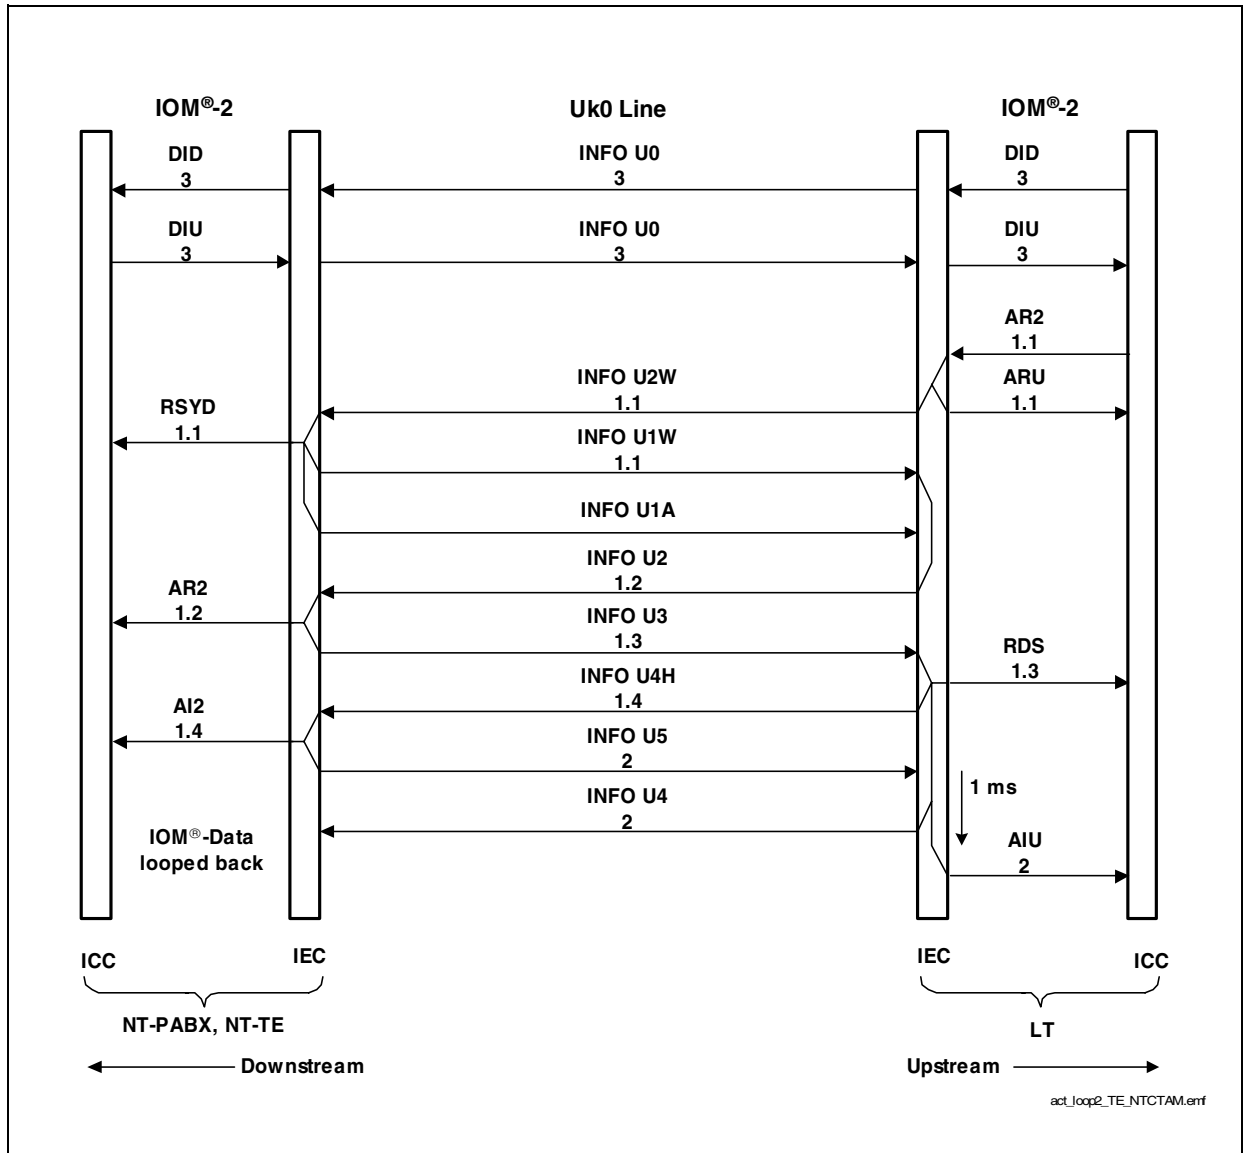 IOM®-2 Uk0 Line IOM®-2
DID INFO U0 DID
3 3 3
DIU INFO U0 DIU
3 3 3
AR2
1.1
INFO U2W ARU
1.1 1.1
RSYD
1.1
INFO U1W
1.1
INFO U1A
INFO U2
1.2
AR2
1.2
INFO U3
1.3
RDS
1.3
INFO U4H
1.4
AI2
1.4
INFO U5
2
1 ms
INFO U4
2
IOM®-Data
looped back
AIU
2
ICC IEC IEC ICC
NT-PABX, NT-TE LT
Downstream Upstream
act_loop2_TE_NTCTAM.emf